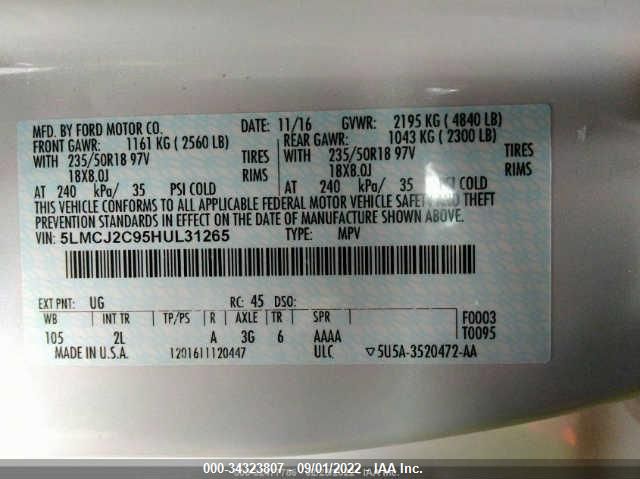 MFD. BY FORD MOTOR CO. DATE: 11/16 GVWR: 2195 KG ( 4840 LB)
FRONT GAWR: 1161 KG ( 2560 LB) REAR GAWR: 1043 KG ( 2300 LB)
WITH 235/50R18 97V TIRES WITH 235/50R18 97V TIRES
18X8.0J RIMS 18X8.0J RIMS
AT 240 kPa/ 35 PSI COLD AT 240 kPa/ 35 PSI COLD
THIS VEHICLE CONFORMS TO ALL APPLICABLE FEDERAL MOTOR VEHICLE SAFETY AND THEFT
PREVENTION STANDARDS IN EFFECT ON THE DATE OF MANUFACTURE SHOWN ABOVE.
VIN: 5LMCJ2C95HUL31265 TYPE: MPV
EXT PNT: UG RC: 45 DSO:
WB INT TR TP/PS R AXLE TR SPR F0003
105 2L A 3G 6 AAAA T0095
MADE IN U.S.A. 1201611120447 ULC 5U5A-3520472-AA
000-34323807 - 09/01/2022 - IAA Inc.